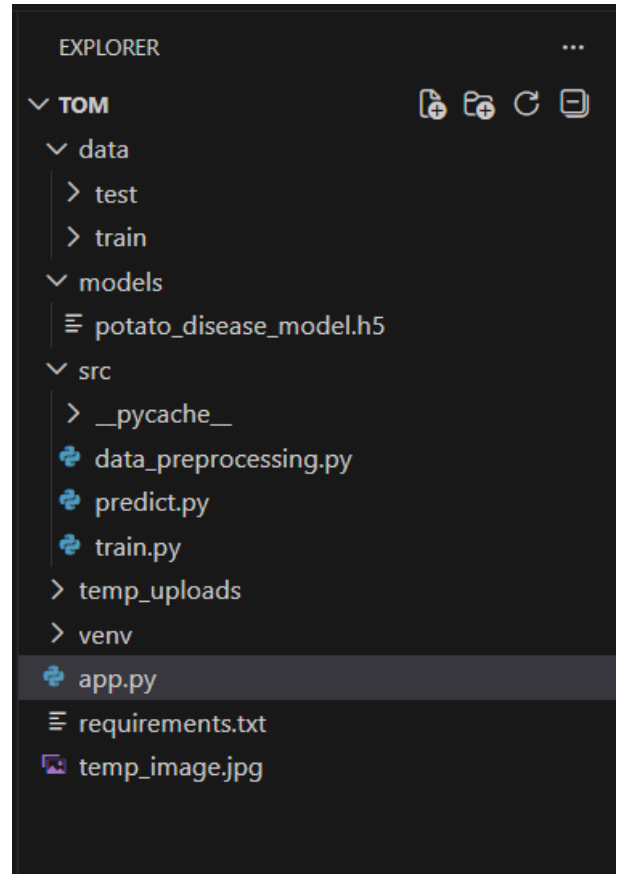 EXPLORER ...
TOM
data
test
train
models
potato_disease_model.h5
src
__pycache__
data_preprocessing.py
predict.py
train.py
temp_uploads
venv
app.py
requirements.txt
temp_image.jpg